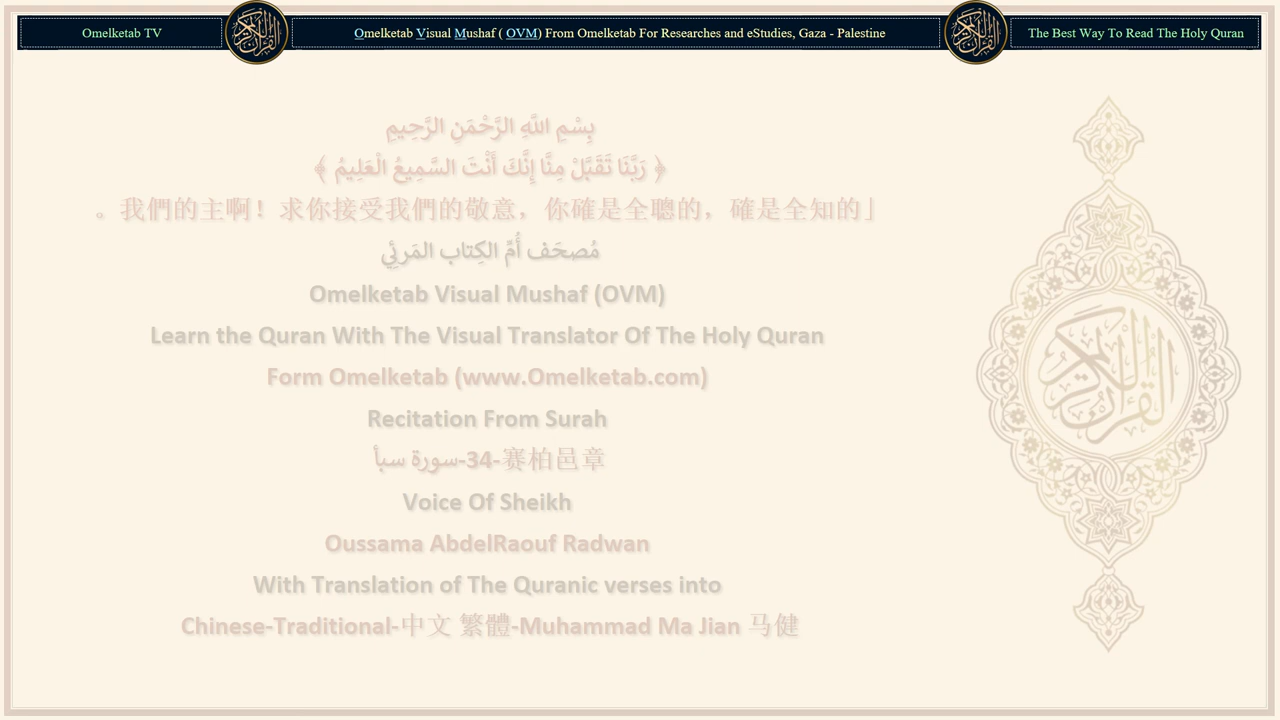 Omelketab TV
Omelketab Visual Mushaf ( OVM) From Omelketab For Researches and eStudies, Gaza - Palestine
The Best Way To Read The Holy Quran
بِسْمِ اللَّهِ الرَّحْمَنِ الرَّحِيمِ
﴿ رَبَّنَا تَقَبَّلْ مِنَّا إِنَّكَ أَنْتَ السَّمِيعُ الْعَلِيمُ ﴾
。我們的主啊！求你接受我們的敬意，你確是全聰的，確是全知的」
مُصحَف أُمِّ الكِتاب المَرئِي
Omelketab Visual Mushaf (OVM)
Learn the Quran With The Visual Translator Of The Holy Quran
Form Omelketab (www.Omelketab.com)
Recitation From Surah
سورة سبأ-34-赛柏邑章
Voice Of Sheikh
Oussama AbdelRaouf Radwan
With Translation of The Quranic verses into
Chinese-Traditional-中文 繁體-Muhammad Ma Jian 马健
القرآن الكريم